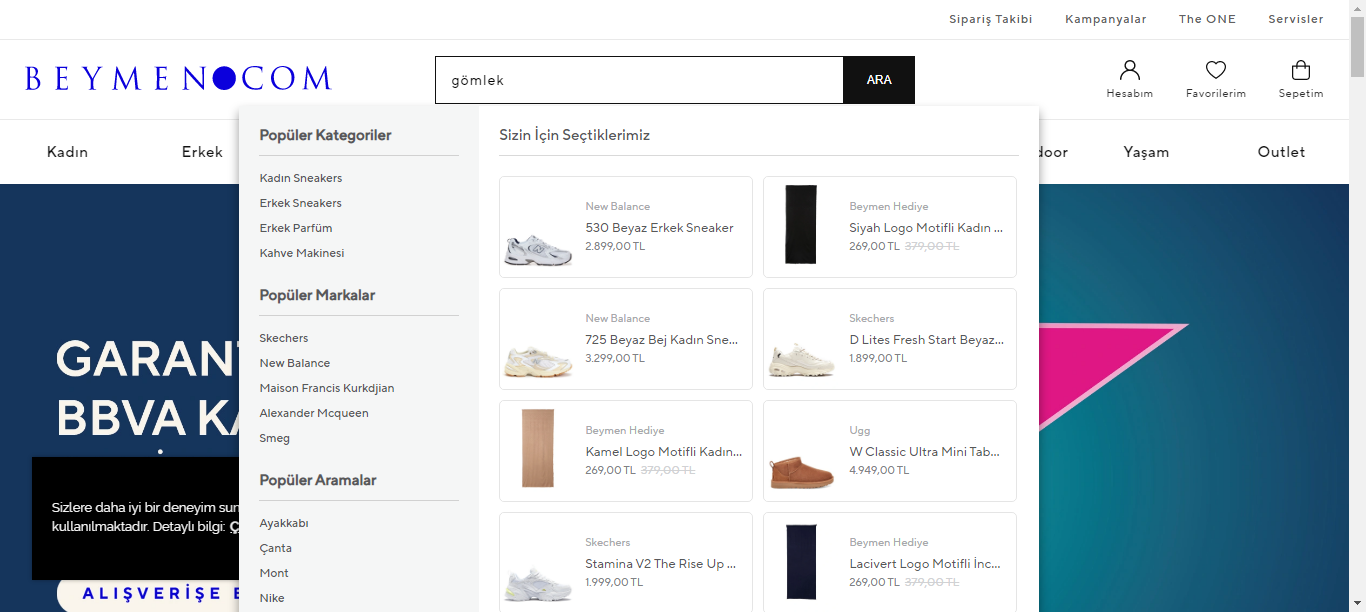 Sipariş Takibi Kampanyalar The ONE Servisler
BEYMEN COM
gömlek
ARA
Hesabım Favorilerim Sepetim
Kadın Erkek Yaşam Outlet
Popüler Kategoriler
Kadın Sneakers
Erkek Sneakers
Erkek Parfüm
Kahve Makinesi
Popüler Markalar
Skechers
New Balance
Maison Francis Kurkdjian
Alexander Mcqueen
Smeg
Popüler Aramalar
Ayakkabı
Çanta
Mont
Nike
Sizin İçin Seçtiklerimiz
New Balance
530 Beyaz Erkek Sneaker
2.899,00 TL
Beymen Hediye
Siyah Logo Motifli Kadın ...
269,00 TL 379,00 TL
New Balance
725 Beyaz Bej Kadın Sne...
3.299,00 TL
Skechers
D Lites Fresh Start Beyaz...
1.899,00 TL
Beymen Hediye
Kamel Logo Motifli Kadın...
269,00 TL 379,00 TL
Ugg
W Classic Ultra Mini Tab...
4.949,00 TL
Skechers
Stamina V2 The Rise Up ...
1.999,00 TL
Beymen Hediye
Lacivert Logo Motifli İnc...
269,00 TL 379,00 TL
GARANT
BBVA KA
Sizlere daha iyi bir deneyim sun
kullanılmaktadır. Detaylı bilgi: Ç
ALIŞVERİŞE